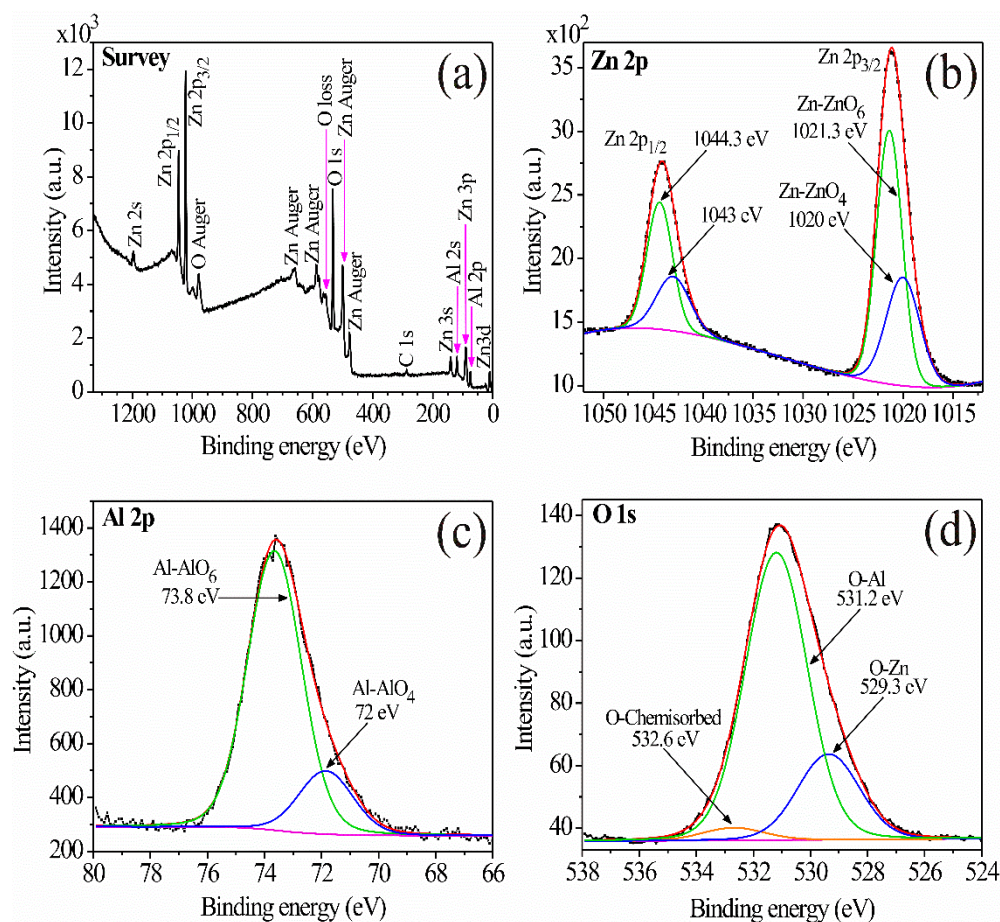 x10³
Survey
(a)
Zn 2s
Zn 2p1/2
Zn 2p3/2
O Auger
Zn Auger
Zn Auger
O loss
O 1s
Zn Auger
Zn Auger
C 1s
Zn 3s
Al 2s
Zn 3p
Al 2p
Zn3d
12
10
8
6
4
2
0
Intensity (a.u.)
1200 1000 800 600 400 200 0
Binding energy (eV)
x10²
Zn 2p
(b)
Zn 2p3/2
Zn-ZnO6
1021.3 eV
Zn-ZnO4
1020 eV
Zn 2p1/2
1044.3 eV
1043 eV
35
30
25
20
15
10
Intensity (a.u.)
1050 1045 1040 1035 1030 1025 1020 1015
Binding energy (eV)
Al 2p
(c)
Al-AlO6
73.8 eV
Al-AlO4
72 eV
1400
1200
1000
800
600
400
200
Intensity (a.u.)
80 78 76 74 72 70 68 66
Binding energy (eV)
O 1s
(d)
O-Al
531.2 eV
O-Zn
529.3 eV
O-Chemisorbed
532.6 eV
140
120
100
80
60
40
Intensity (a.u.)
538 536 534 532 530 528 526 524
Binding energy (eV)